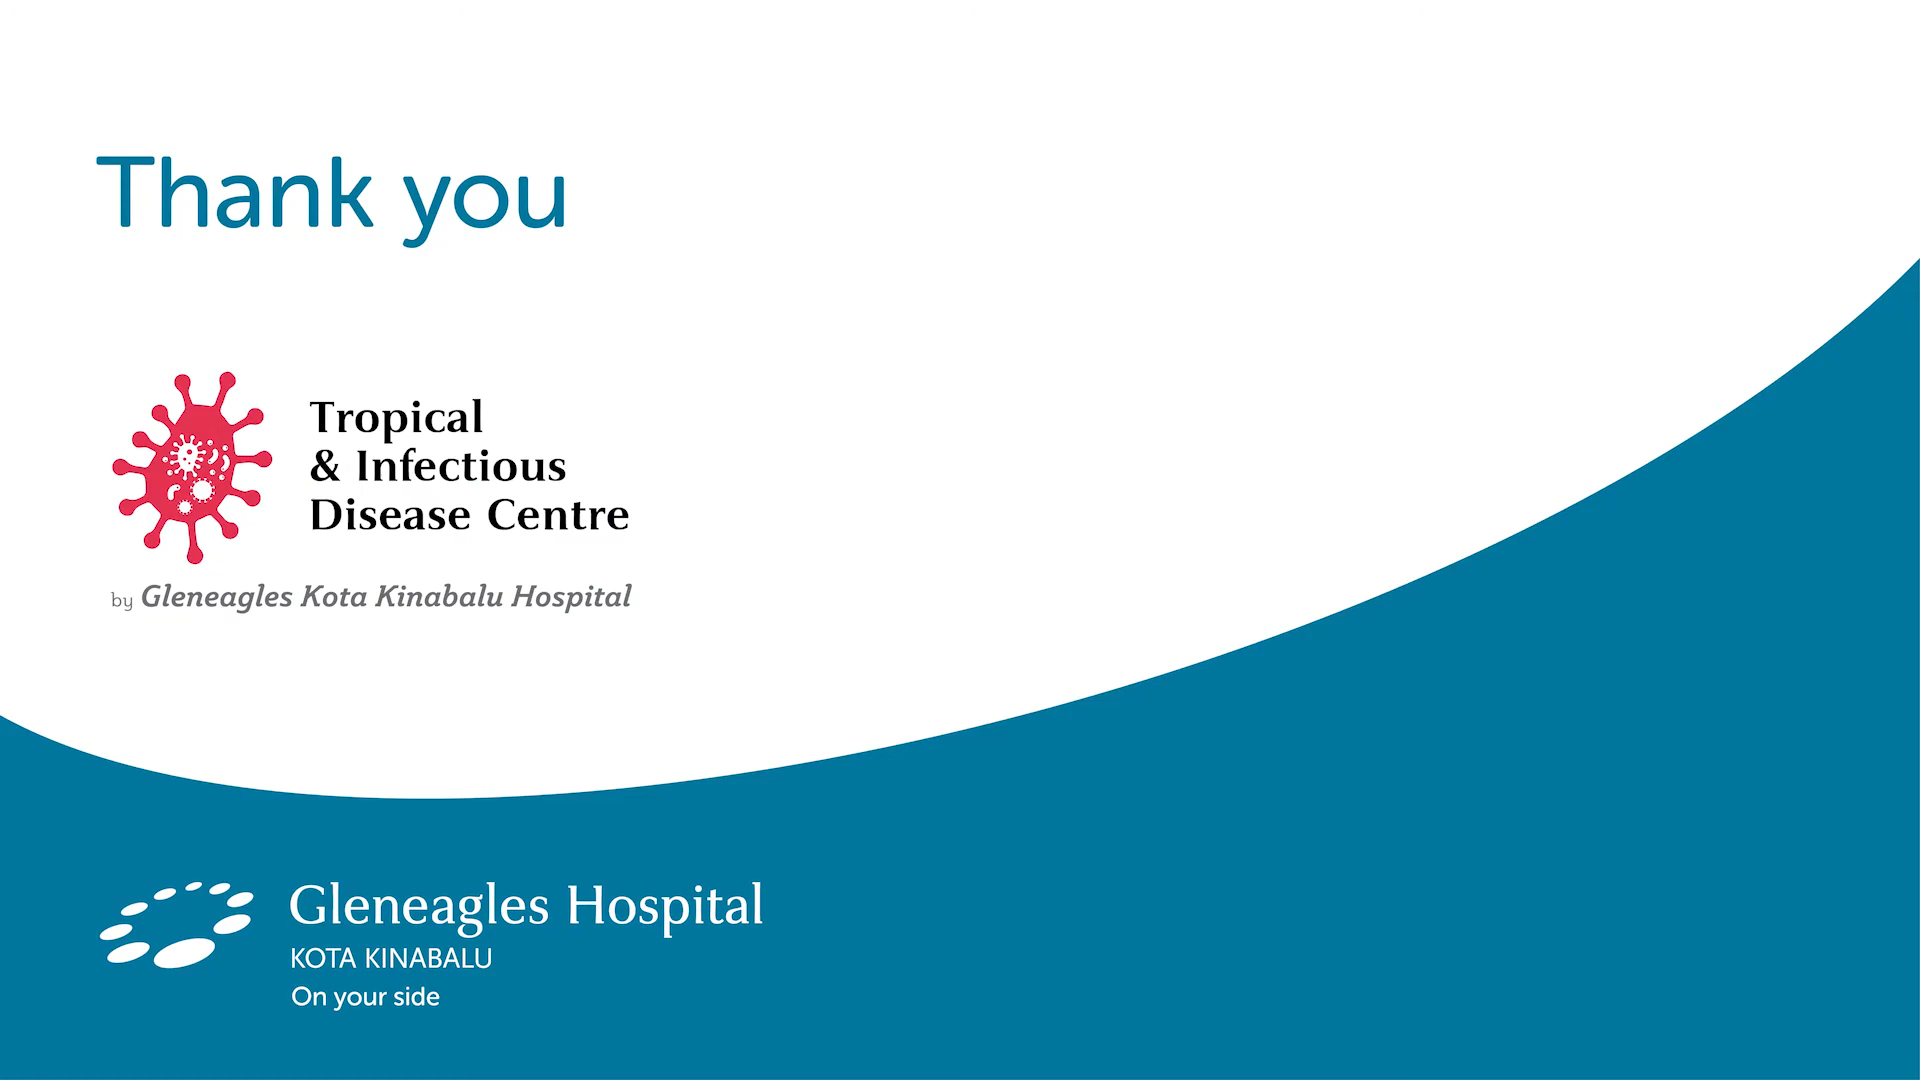 Thank you
Tropical
& Infectious
Disease Centre
by Gleneagles Kota Kinabalu Hospital
Gleneagles Hospital
KOTA KINABALU
On your side